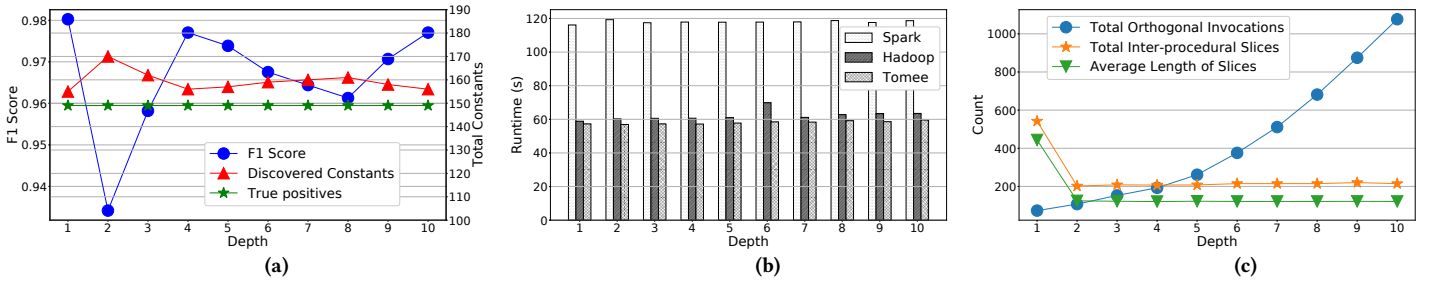 0.98
0.97
0.96
0.95
0.94
F1 Score
190
180
170
160
150
140
130
120
110
100
Total Constants
F1 Score
Discovered Constants
True positives
1 2 3 4 5 6 7 8 9 10
Depth
(a)
120
100
80
60
40
20
0
Runtime (s)
Spark
Hadoop
Tomee
1 2 3 4 5 6 7 8 9 10
Depth
(b)
1000
800
600
400
200
Count
Total Orthogonal Invocations
Total Inter-procedural Slices
Average Length of Slices
1 2 3 4 5 6 7 8 9 10
Depth
(c)